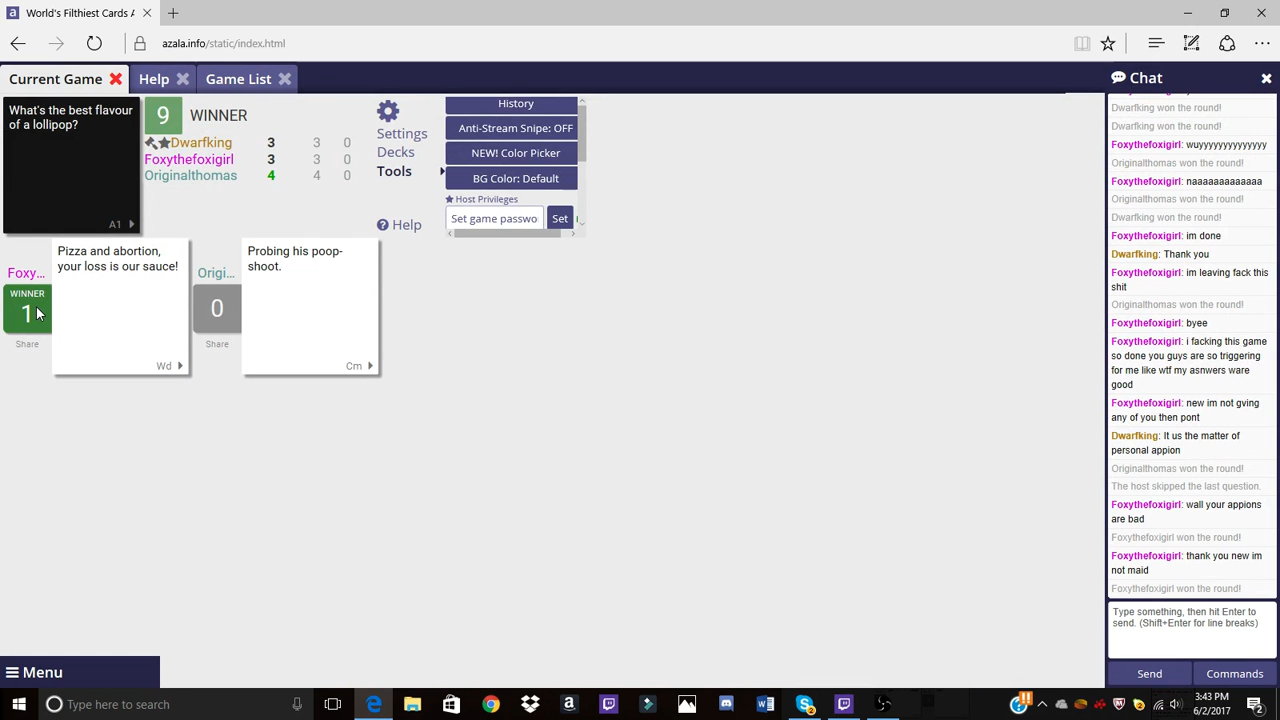 World's Filthiest Cards A
azala.info/static/index.html
Current Game
Help
Game List
Chat
What's the best flavour
of a lollipop?
A1
9
WINNER
Dwarfking 3 3 0
Foxythefoxigirl 3 3 0
Originalthomas 4 4 0
Settings
Decks
Tools
Help
History
Anti-Stream Snipe: OFF
NEW! Color Picker
BG Color: Default
Host Privileges
Set game passwo
Set
Foxy...
WINNER
1
Share
Pizza and abortion,
your loss is our sauce!
Wd
Origi...
0
Share
Probing his poop-
shoot.
Cm
Dwarfking won the round!
Dwarfking won the round!
Foxythefoxigirl: wuyyyyyyyyyyyyy
Originalthomas won the round!
Foxythefoxigirl: naaaaaaaaaaaaa
Originalthomas won the round!
Dwarfking won the round!
Foxythefoxigirl: im done
Dwarfking: Thank you
Foxythefoxigirl: im leaving fack this
shit
Originalthomas won the round!
Foxythefoxigirl: byee
Foxythefoxigirl: i facking this game
so done you guys are so triggering
for me like wtf my asnwers ware
good
Foxythefoxigirl: new im not gving
any of you then pont
Dwarfking: It us the matter of
personal appion
Originalthomas won the round!
The host skipped the last question.
Foxythefoxigirl: wall your appions
are bad
Foxythefoxigirl won the round!
Foxythefoxigirl: thank you new im
not maid
Foxythefoxigirl won the round!
Type something, then hit Enter to
send. (Shift+Enter for line breaks)
Send
Commands
Menu
Type here to search
3:43 PM
6/2/2017